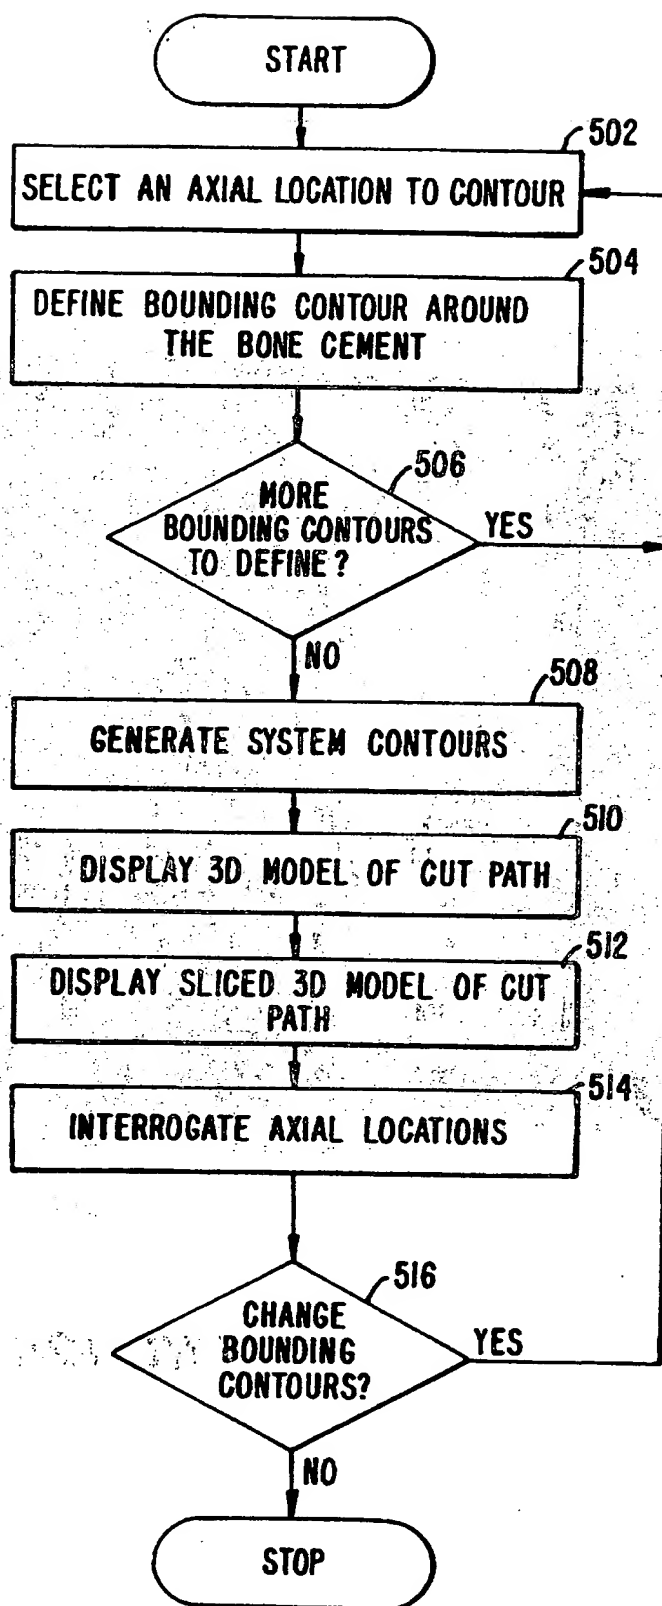 START
502
SELECT AN AXIAL LOCATION TO CONTOUR
504
DEFINE BOUNDING CONTOUR AROUND
THE BONE CEMENT
506
MORE
BOUNDING CONTOURS
TO DEFINE?
YES
NO
508
GENERATE SYSTEM CONTOURS
510
DISPLAY 3D MODEL OF CUT PATH
512
DISPLAY SLICED 3D MODEL OF CUT
PATH
514
INTERROGATE AXIAL LOCATIONS
516
CHANGE
BOUNDING
CONTOURS?
YES
NO
STOP